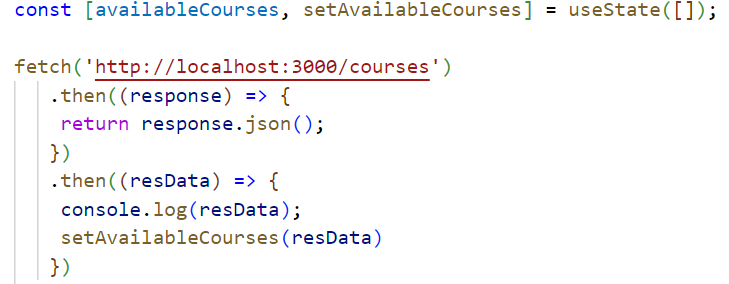 const [availableCourses, setAvailableCourses] = useState([]);
fetch('http://localhost:3000/courses')
.then((response) => {
return response.json();
})
.then((resData) => {
console.log(resData);
setAvailableCourses(resData)
})